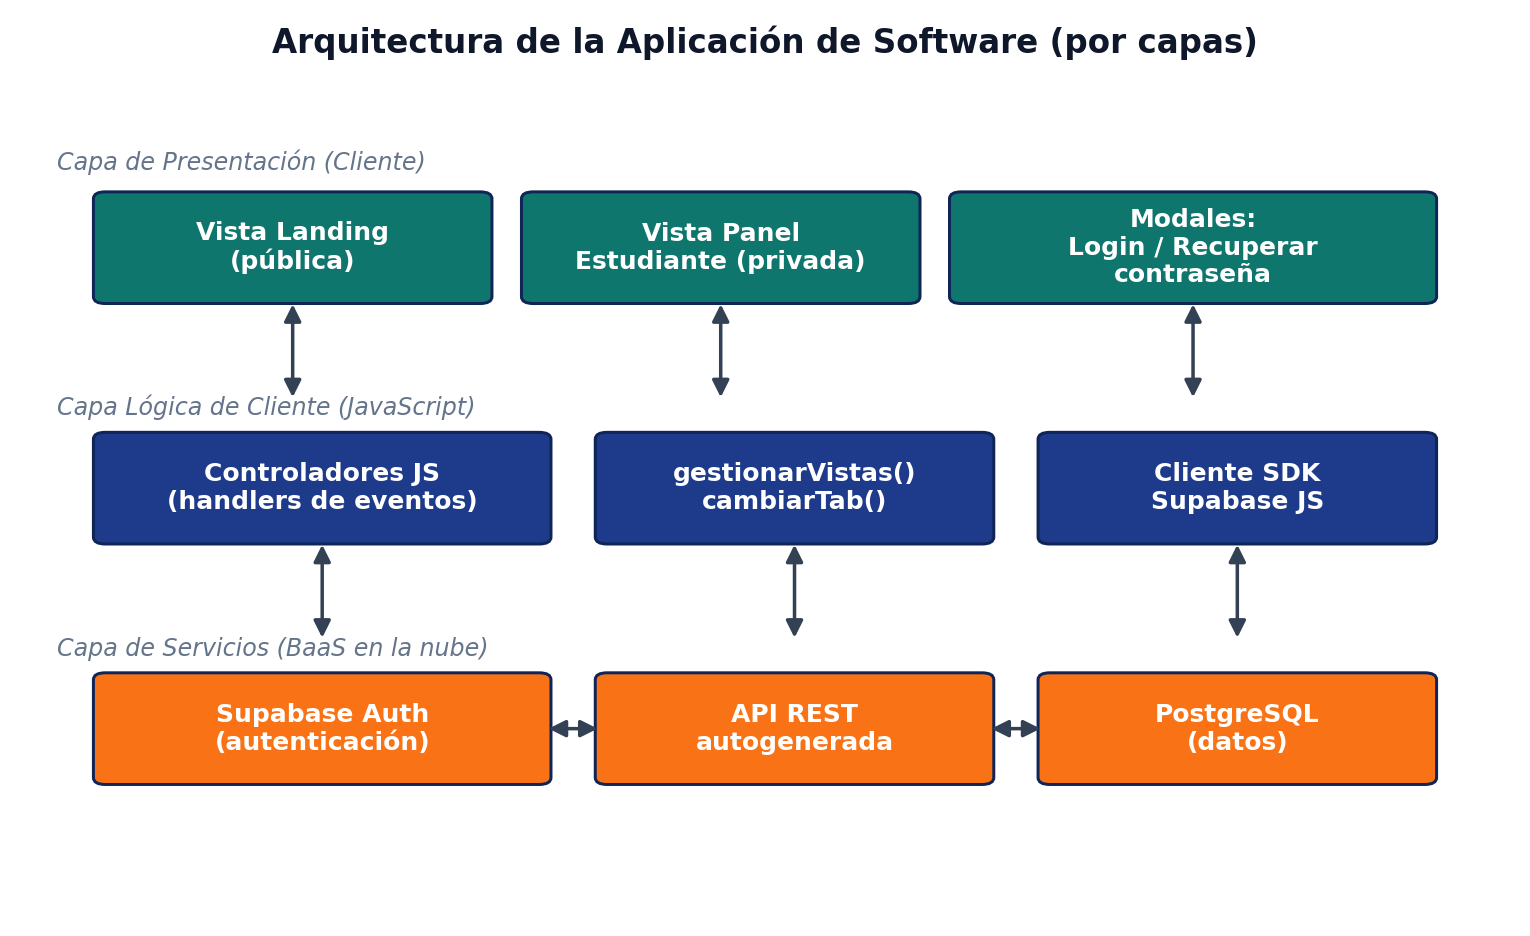 Arquitectura de la Aplicación de Software (por capas)
Capa de Presentación (Cliente)
Vista Landing
(pública)
Vista Panel
Estudiante (privada)
Modales:
Login / Recuperar
contraseña
Capa Lógica de Cliente (JavaScript)
Controladores JS
(handlers de eventos)
gestionarVistas()
cambiarTab()
Cliente SDK
Supabase JS
Capa de Servicios (BaaS en la nube)
Supabase Auth
(autenticación)
API REST
autogenerada
PostgreSQL
(datos)